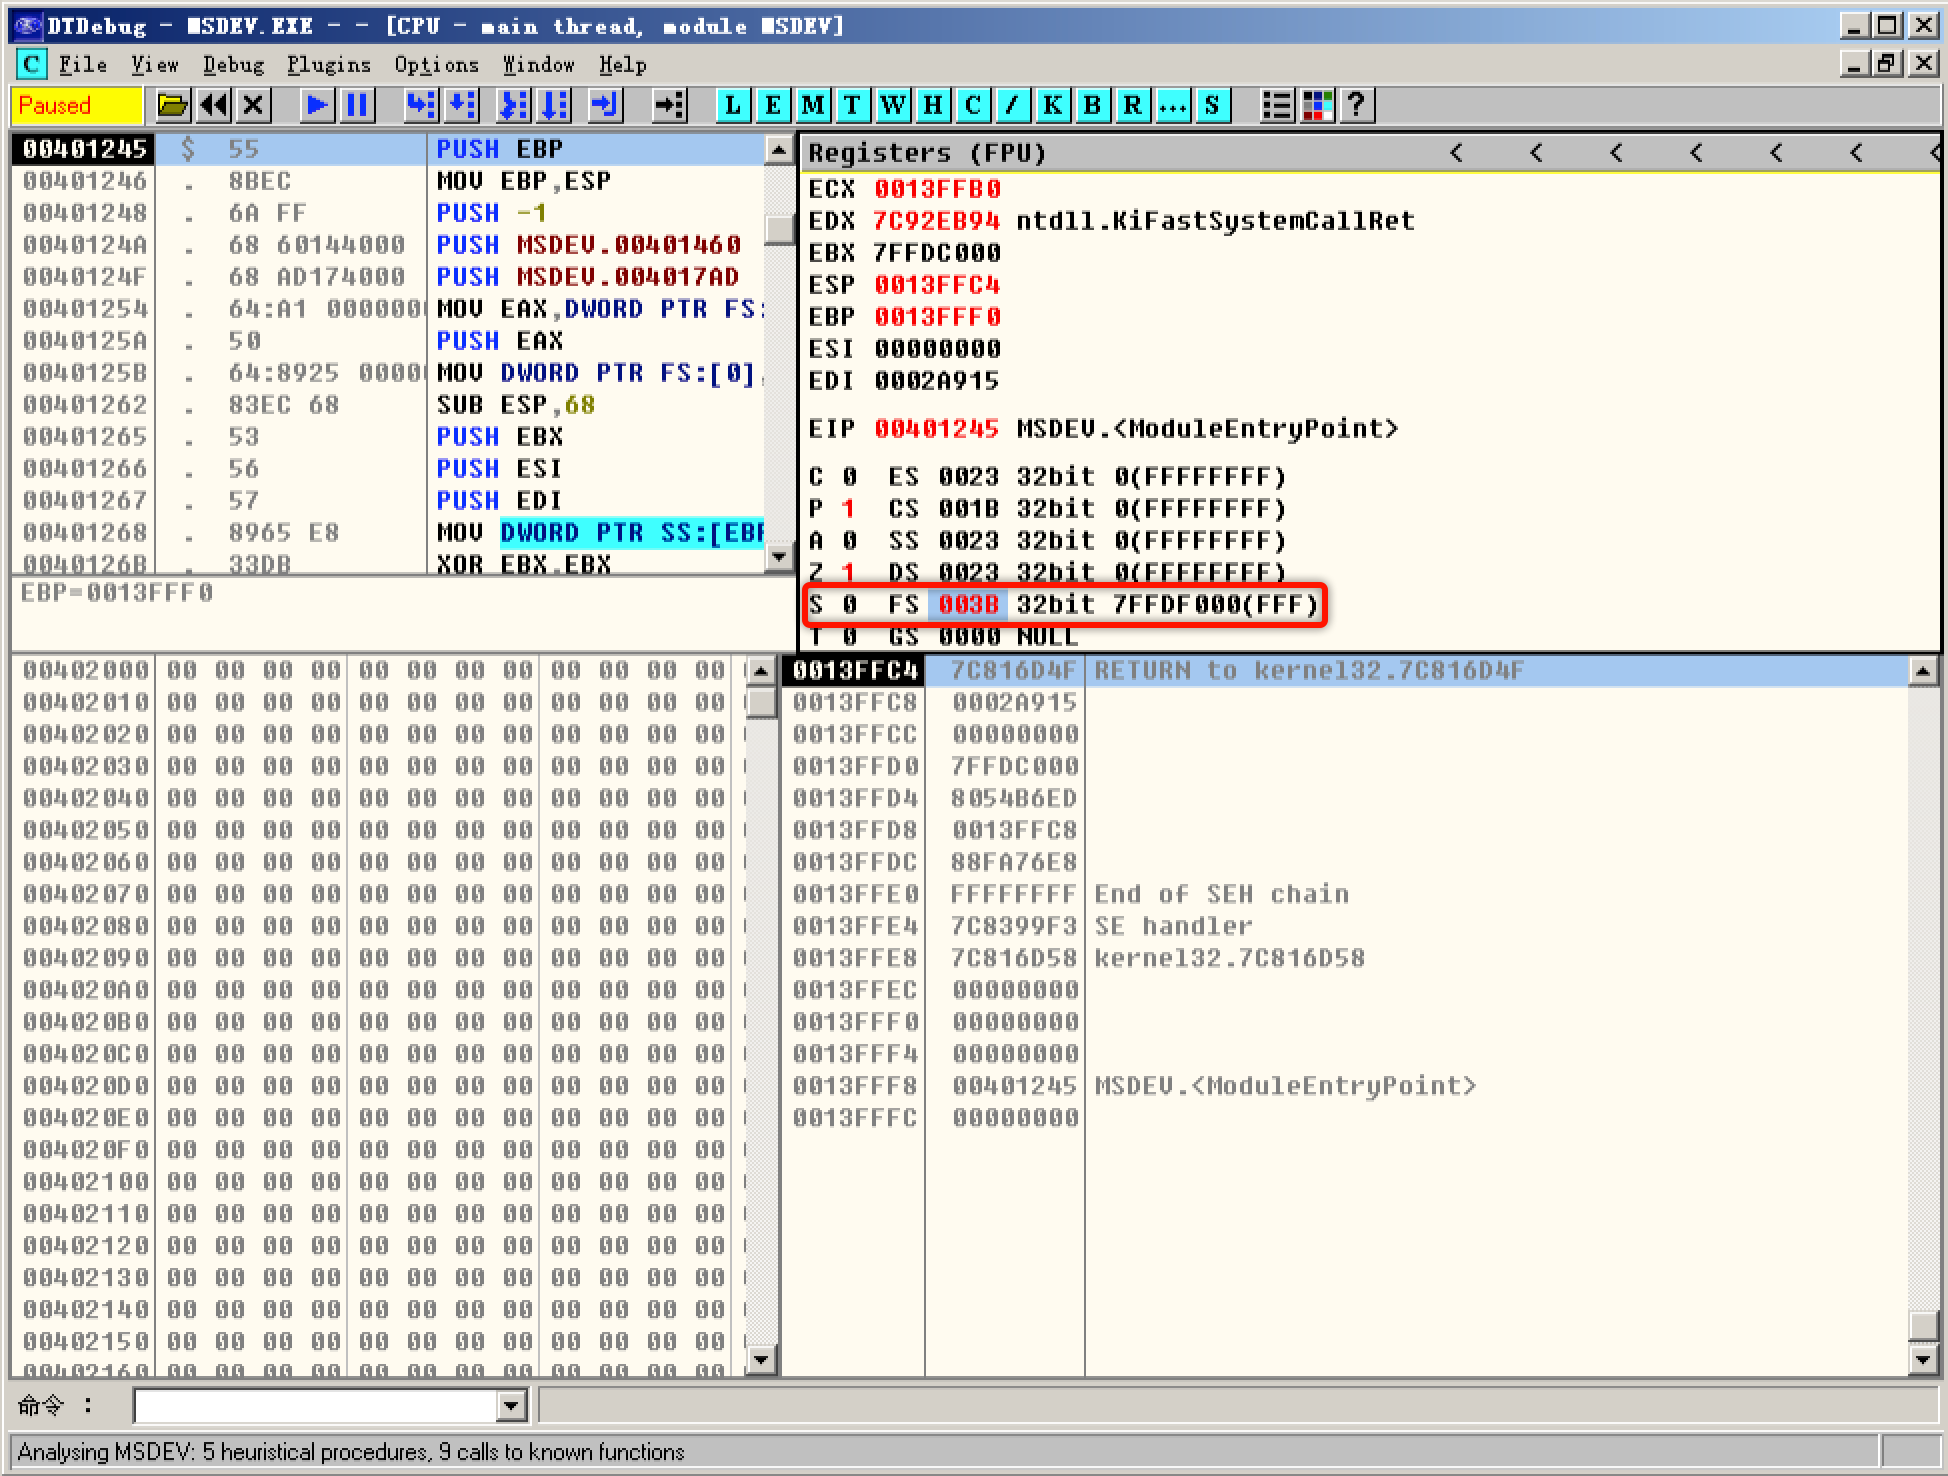 DTDebug - MSDEV.EXE - - [CPU - main thread, module MSDEV]
C File View Debug Plugins Options Window Help
Paused L E M T W H C / K B R ... S ?
00401245 $ 55 PUSH EBP
00401246 . 8BEC MOV EBP,ESP
00401248 . 6A FF PUSH -1
0040124A . 68 60144000 PUSH MSDEV.00401460
0040124F . 68 AD174000 PUSH MSDEV.004017AD
00401254 . 64:A1 0000000 MOV EAX,DWORD PTR FS:
0040125A . 50 PUSH EAX
0040125B . 64:8925 0000 MOV DWORD PTR FS:[0],
00401262 . 83EC 68 SUB ESP,68
00401265 . 53 PUSH EBX
00401266 . 56 PUSH ESI
00401267 . 57 PUSH EDI
00401268 . 8965 E8 MOV DWORD PTR SS:[EBP
0040126B . 33DB XOR EBX,EBX
EBP=0013FFF0
Registers (FPU) < < < < < < <
ECX 0013FFB0
EDX 7C92EB94 ntdll.KiFastSystemCallRet
EBX 7FFDC000
ESP 0013FFC4
EBP 0013FFF0
ESI 00000000
EDI 0002A915
EIP 00401245 MSDEV.<ModuleEntryPoint>
C 0 ES 0023 32bit 0(FFFFFFFF)
P 1 CS 001B 32bit 0(FFFFFFFF)
A 0 SS 0023 32bit 0(FFFFFFFF)
Z 1 DS 0023 32bit 0(FFFFFFFF)
S 0 FS 003B 32bit 7FFDF000(FFF)
T 0 GS 0000 NULL
00402000 00 00 00 00 00 00 00 00 00 00 00 00
00402010 00 00 00 00 00 00 00 00 00 00 00 00
00402020 00 00 00 00 00 00 00 00 00 00 00 00
00402030 00 00 00 00 00 00 00 00 00 00 00 00
00402040 00 00 00 00 00 00 00 00 00 00 00 00
00402050 00 00 00 00 00 00 00 00 00 00 00 00
00402060 00 00 00 00 00 00 00 00 00 00 00 00
00402070 00 00 00 00 00 00 00 00 00 00 00 00
00402080 00 00 00 00 00 00 00 00 00 00 00 00
00402090 00 00 00 00 00 00 00 00 00 00 00 00
004020A0 00 00 00 00 00 00 00 00 00 00 00 00
004020B0 00 00 00 00 00 00 00 00 00 00 00 00
004020C0 00 00 00 00 00 00 00 00 00 00 00 00
004020D0 00 00 00 00 00 00 00 00 00 00 00 00
004020E0 00 00 00 00 00 00 00 00 00 00 00 00
004020F0 00 00 00 00 00 00 00 00 00 00 00 00
00402100 00 00 00 00 00 00 00 00 00 00 00 00
00402110 00 00 00 00 00 00 00 00 00 00 00 00
00402120 00 00 00 00 00 00 00 00 00 00 00 00
00402130 00 00 00 00 00 00 00 00 00 00 00 00
00402140 00 00 00 00 00 00 00 00 00 00 00 00
00402150 00 00 00 00 00 00 00 00 00 00 00 00
00402160 00 00 00 00 00 00 00 00 00 00 00 00
0013FFC4 7C816D4F RETURN to kernel32.7C816D4F
0013FFC8 0002A915
0013FFCC 00000000
0013FFD0 7FFDC000
0013FFD4 8054B6ED
0013FFD8 0013FFC8
0013FFDC 88FA76E8
0013FFE0 FFFFFFFF End of SEH chain
0013FFE4 7C8399F3 SE handler
0013FFE8 7C816D58 kernel32.7C816D58
0013FFEC 00000000
0013FFF0 00000000
0013FFF4 00000000
0013FFF8 00401245 MSDEV.<ModuleEntryPoint>
0013FFFC 00000000
命令 :
Analysing MSDEV: 5 heuristical procedures, 9 calls to known functions